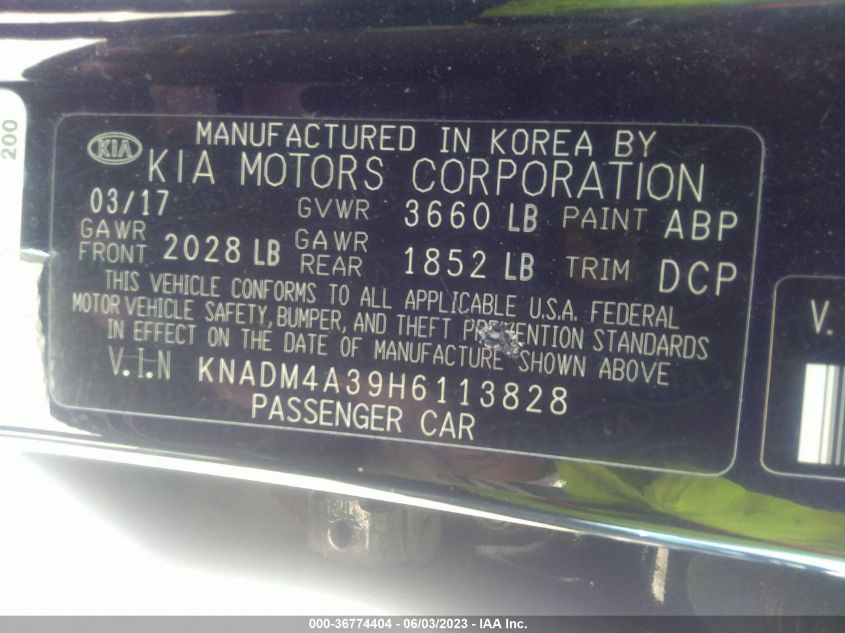 200
MANUFACTURED IN KOREA BY
KIA
KIA MOTORS CORPORATION
03/17 GVWR 3660 LB PAINT ABP
GAWR FRONT 2028 LB GAWR REAR 1852 LB TRIM DCP
THIS VEHICLE CONFORMS TO ALL APPLICABLE U.S.A. FEDERAL
MOTOR VEHICLE SAFETY, BUMPER, AND THEFT PREVENTION STANDARDS
IN EFFECT ON THE DATE OF MANUFACTURE SHOWN ABOVE
V.I.N KNADM4A39H6113828
PASSENGER CAR
V.
000-36774404 - 06/03/2023 - IAAI.com